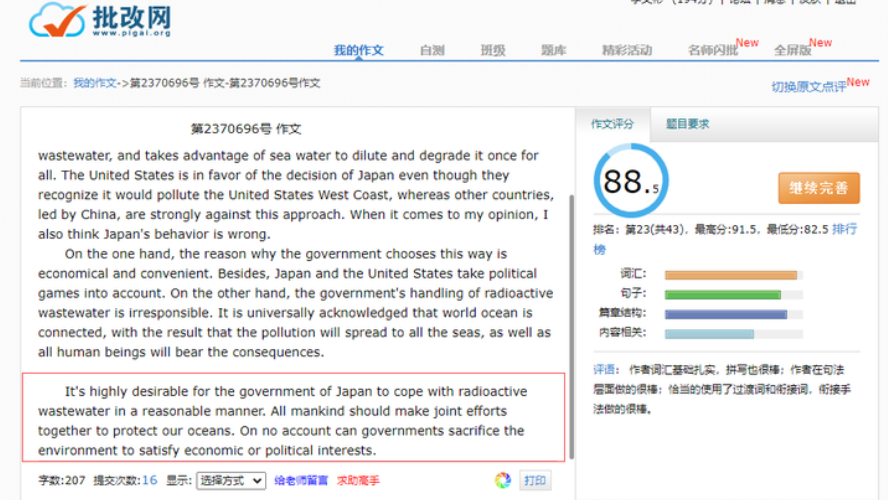 批改网
www.pigai.org
我的作文 自测 班级 题库 精彩活动 名师闪批New 全屏版New
当前位置: 我的作文->第2370696号 作文-第2370696号作文
切换原文点评New
第2370696号 作文
wastewater, and takes advantage of sea water to dilute and degrade it once for
all. The United States is in favor of the decision of Japan even though they
recognize it would pollute the United States West Coast, whereas other countries,
led by China, are strongly against this approach. When it comes to my opinion, I
also think Japan's behavior is wrong.
On the one hand, the reason why the government chooses this way is
economical and convenient. Besides, Japan and the United States take political
games into account. On the other hand, the government's handling of radioactive
wastewater is irresponsible. It is universally acknowledged that world ocean is
connected, with the result that the pollution will spread to all the seas, as well as
all human beings will bear the consequences.
It's highly desirable for the government of Japan to cope with radioactive
wastewater in a reasonable manner. All mankind should make joint efforts
together to protect our oceans. On no account can governments sacrifice the
environment to satisfy economic or political interests.
字数:207 提交次数:16 显示: 选择方式 给老师留言 求助高手 打印
作文评分 题目要求
88.5
继续完善
排名: 第23(共43), 最高分:91.5, 最低分:82.5 排行
榜
词汇:
句子:
篇章结构:
内容相关:
评语: 作者词汇基础扎实, 拼写也很棒; 作者在句法
层面做的很棒; 恰当的使用了过渡词和衔接词, 衔接手
法做的很棒。